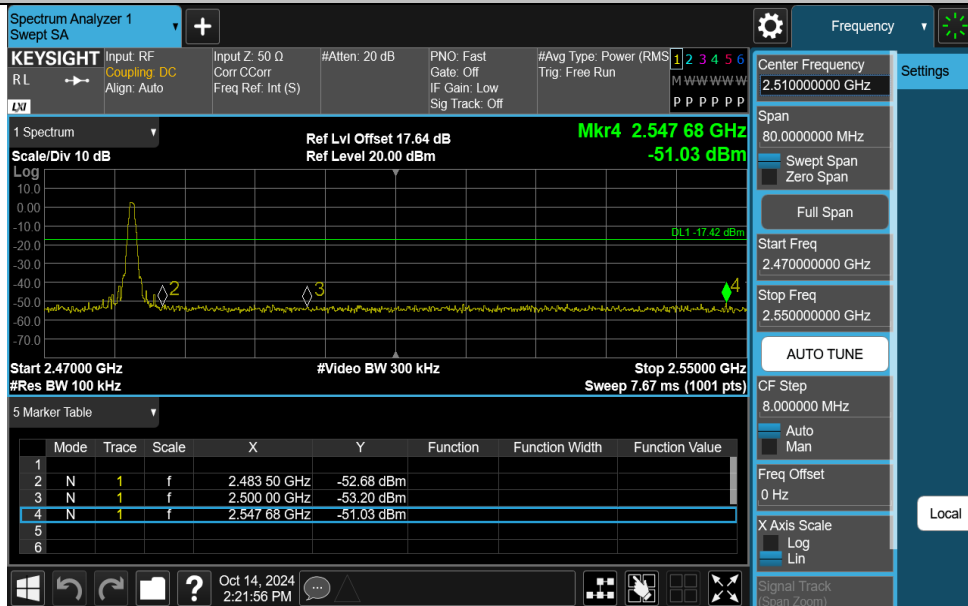 Spectrum Analyzer 1
Swept SA
+
Frequency
KEYSIGHT
RL
LXI
Input: RF
Coupling: DC
Align: Auto
Input Z: 50 Ω
Corr CCorr
Freq Ref: Int (S)
#Atten: 20 dB
PNO: Fast
Gate: Off
IF Gain: Low
Sig Track: Off
#Avg Type: Power (RMS
Trig: Free Run
1 2 3 4 5 6
M W W W W W
P P P P P P
1 Spectrum
Scale/Div 10 dB
Log
Ref Lvl Offset 17.64 dB
Ref Level 20.00 dBm
Mkr4 2.547 68 GHz
-51.03 dBm
10.0
0.00
-10.0
-20.0
-30.0
-40.0
-50.0
-60.0
-70.0
DL1 -17.42 dBm
2
3
4
Start 2.47000 GHz
#Res BW 100 kHz
#Video BW 300 kHz
Stop 2.55000 GHz
Sweep 7.67 ms (1001 pts)
5 Marker Table
Mode Trace Scale X Y Function Function Width Function Value
1
2 N 1 f 2.483 50 GHz -52.68 dBm
3 N 1 f 2.500 00 GHz -53.20 dBm
4 N 1 f 2.547 68 GHz -51.03 dBm
5
6
Center Frequency
2.510000000 GHz
Settings
Span
80.0000000 MHz
Swept Span
Zero Span
Full Span
Start Freq
2.470000000 GHz
Stop Freq
2.550000000 GHz
AUTO TUNE
CF Step
8.000000 MHz
Auto
Man
Freq Offset
0 Hz
Local
X Axis Scale
Log
Lin
Signal Track
(Span Zoom)
?
Oct 14, 2024
2:21:56 PM